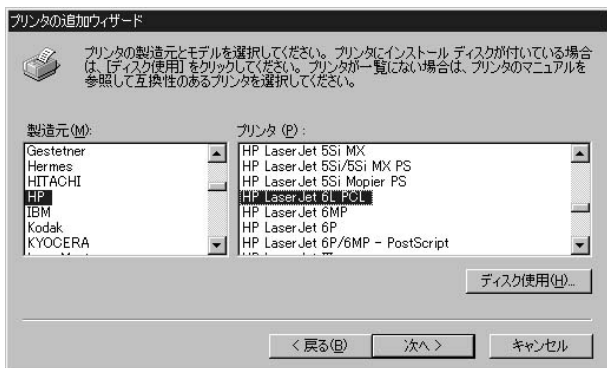 プリンタの追加ウィザード
プリンタの製造元とモデルを選択してください。プリンタにインストール ディスクが付いている場合
は、[ディスク使用] をクリックしてください。プリンタが一覧にない場合は、プリンタのマニュアルを
参照して互換性のあるプリンタを選択してください。
製造元(M):
Gestetner
Hermes
HITACHI
HP
IBM
Kodak
KYOCERA
プリンタ (P) :
HP LaserJet 5Si MX
HP LaserJet 5Si/5Si MX PS
HP LaserJet 5Si Mopier PS
HP LaserJet 6L PCL
HP LaserJet 6MP
HP LaserJet 6P
HP LaserJet 6P/6MP - PostScript
ディスク使用(H)...
< 戻る(B)
次へ >
キャンセル